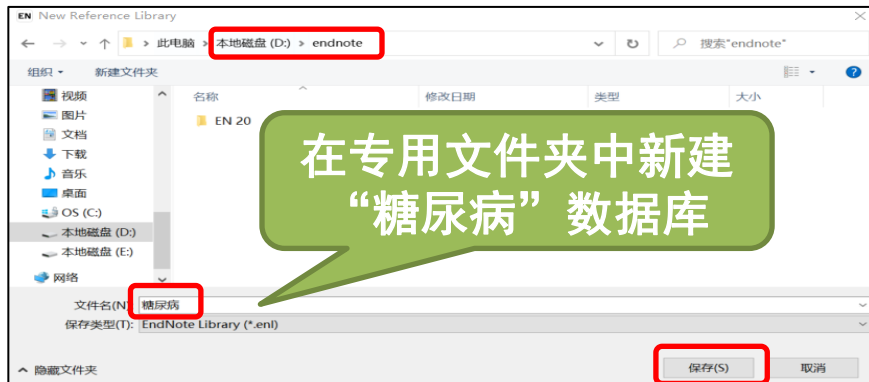 EN New Reference Library
此电脑 > 本地磁盘 (D:) > endnote
搜索"endnote"
组织
新建文件夹
视频
图片
文档
下载
音乐
桌面
OS (C:)
本地磁盘 (D:)
本地磁盘 (E:)
网络
名称 修改日期 类型 大小
EN 20
在专用文件夹中新建
“糖尿病”数据库
文件名(N 糖尿病
保存类型(T): EndNote Library (*.enl)
隐藏文件夹
保存(S) 取消